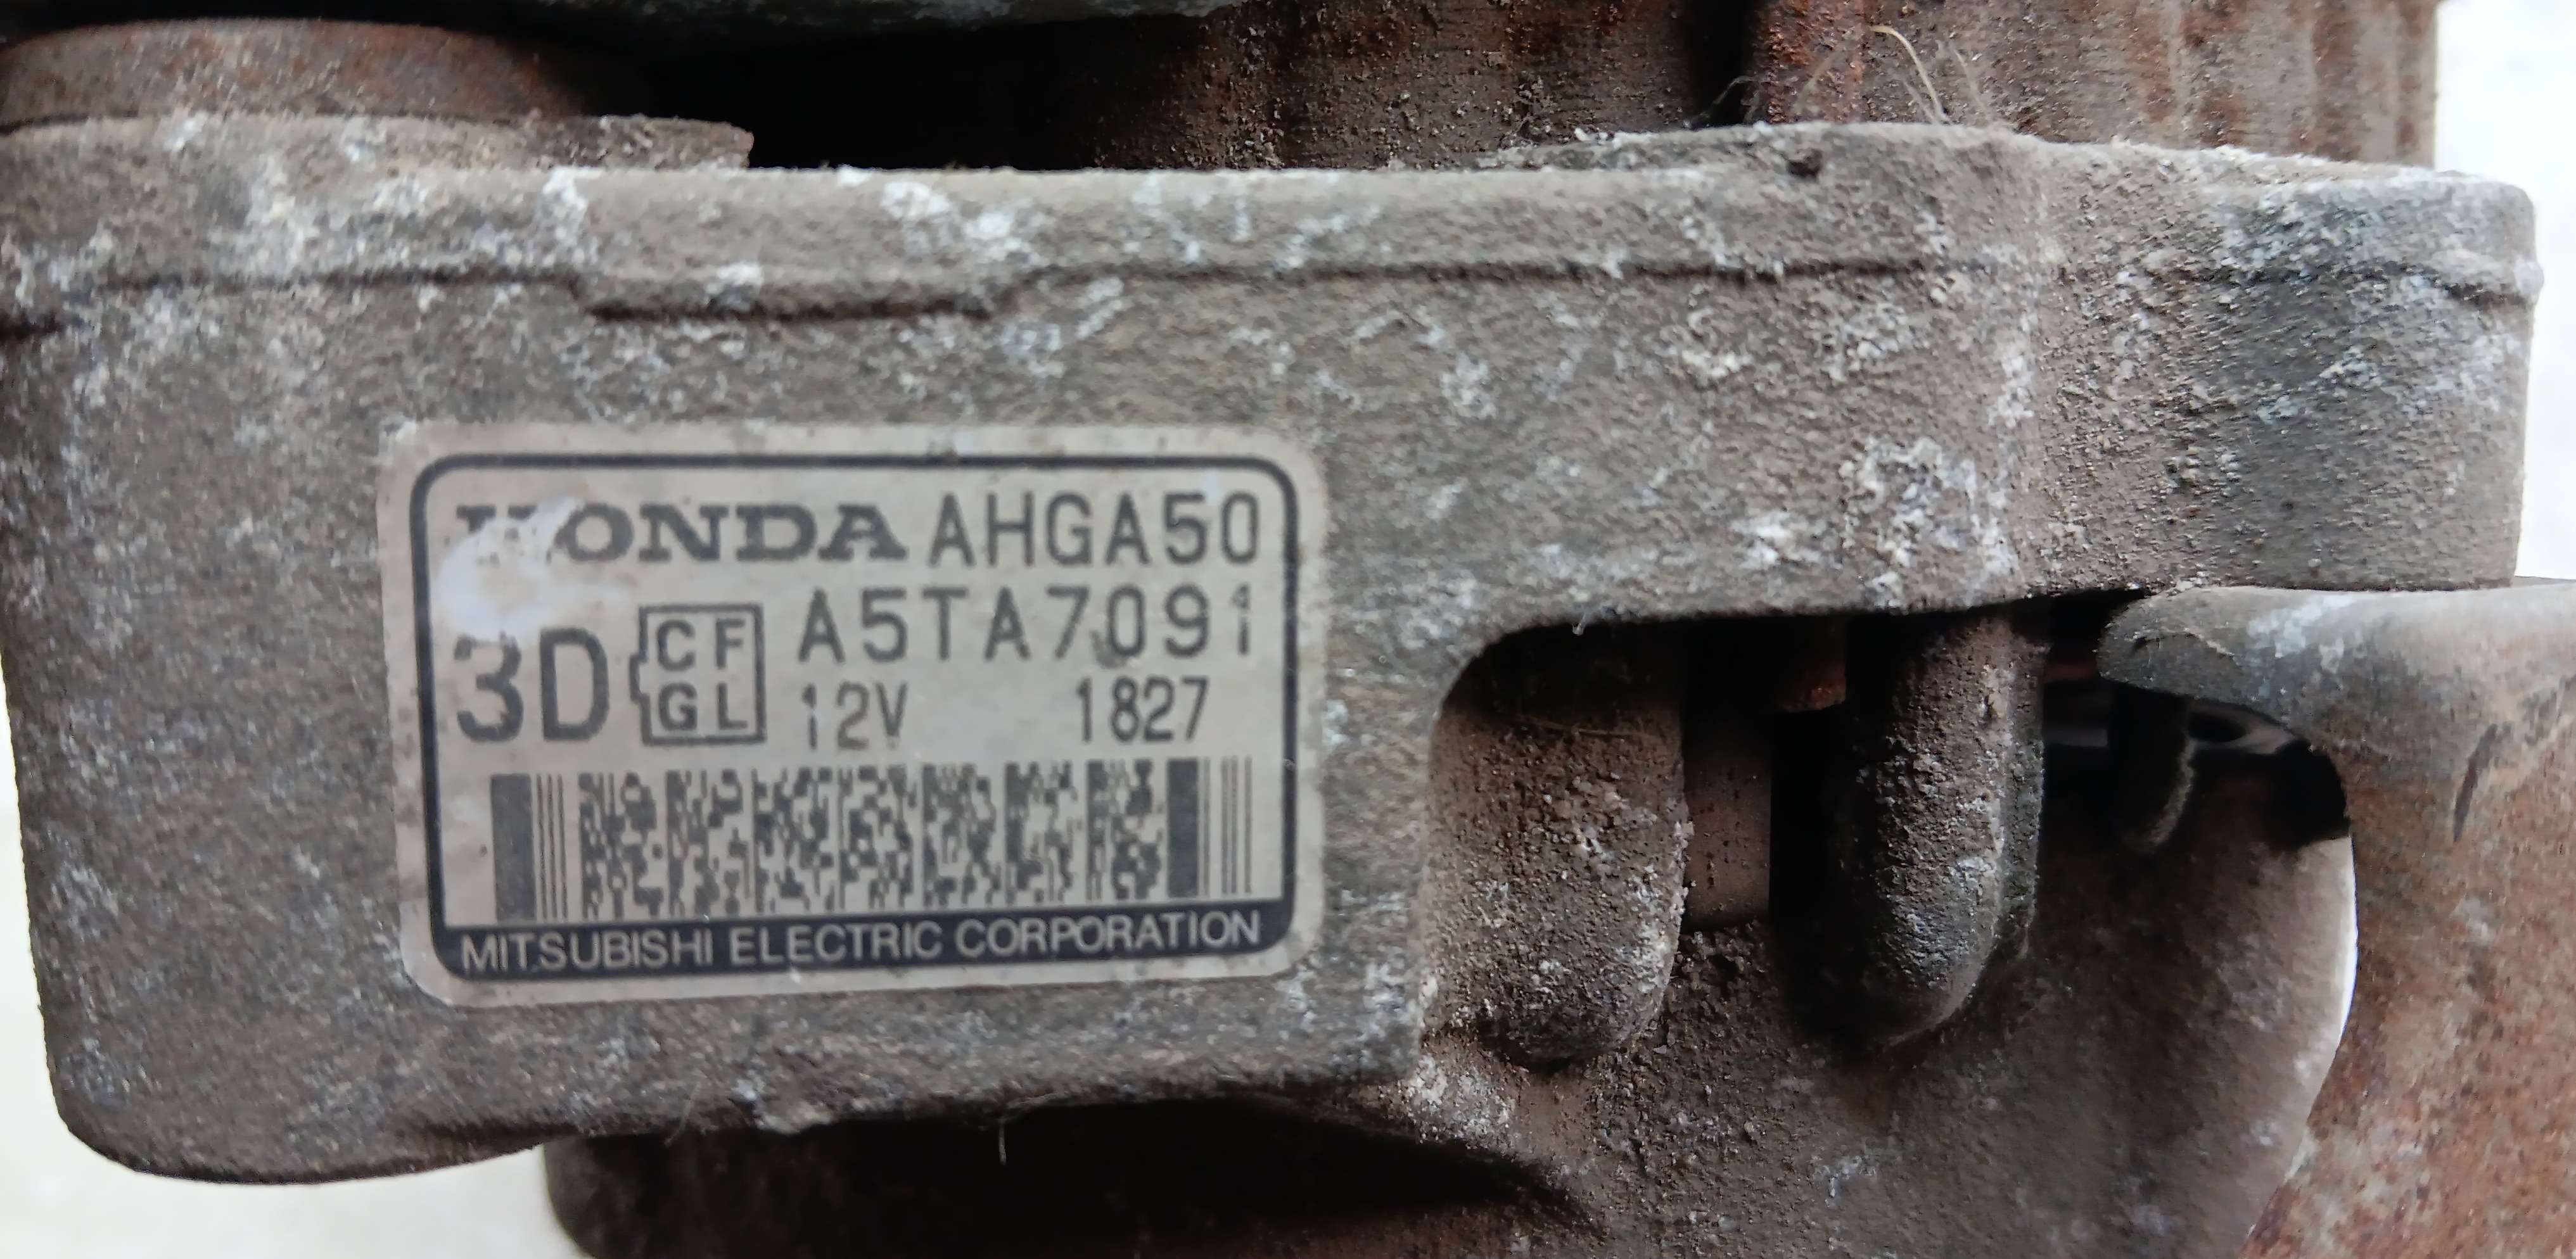 HONDA AHGA50
A5TA7091
3D CF GL 12V 1827
MITSUBISHI ELECTRIC CORPORATION